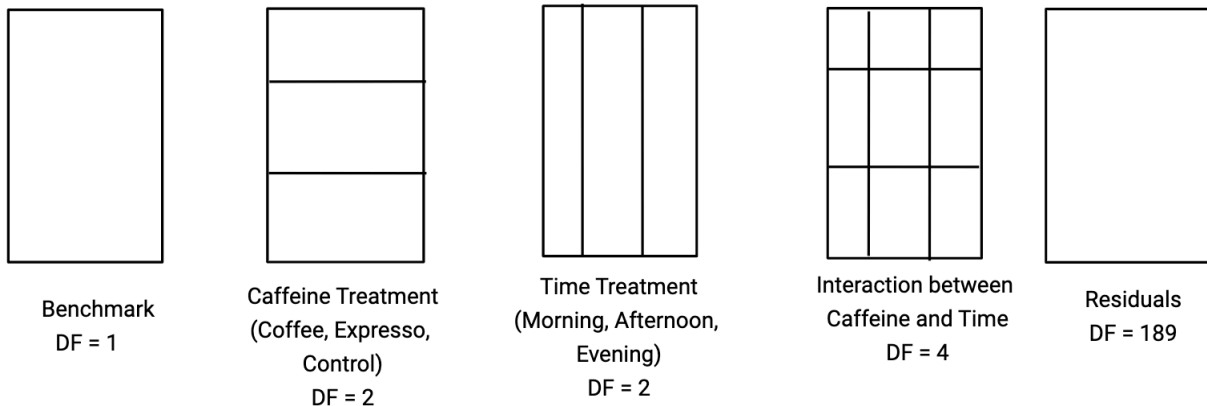 Benchmark
DF = 1
Caffeine Treatment
(Coffee, Expresso,
Control)
DF = 2
Time Treatment
(Morning, Afternoon,
Evening)
DF = 2
Interaction between
Caffeine and Time
DF = 4
Residuals
DF = 189